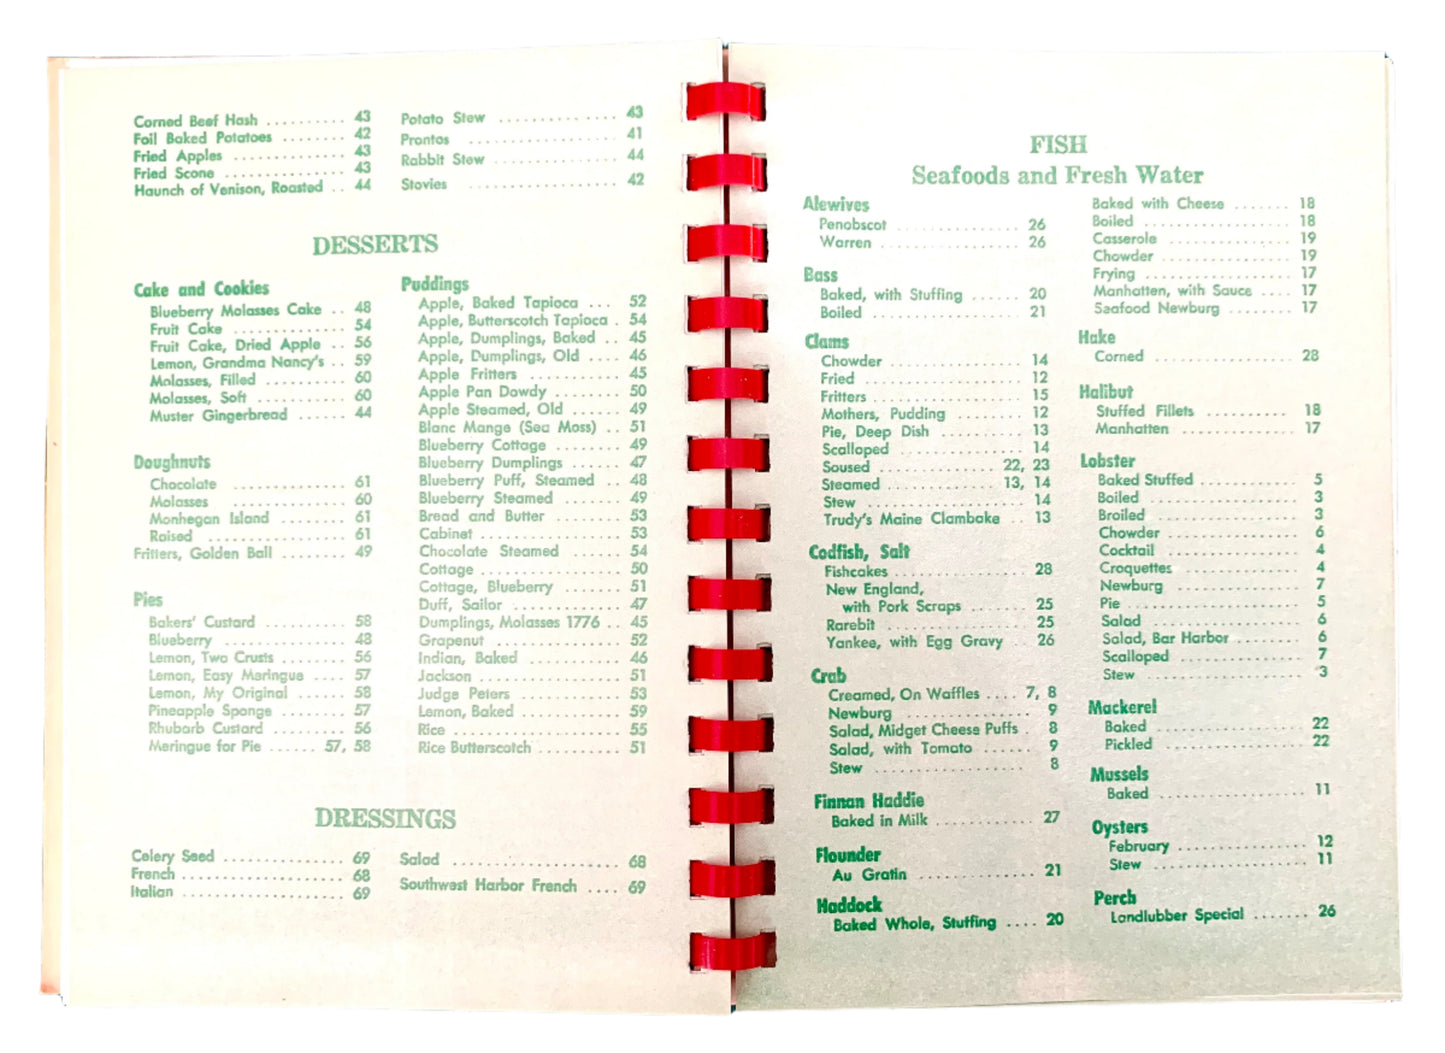 Corned Beef Hash .......... 43
Foil Baked Potatoes ........ 42
Fried Apples .............. 43
Fried Scone ............... 43
Haunch of Venison, Roasted .. 44
Potato Stew ............... 43
Prontos ................... 41
Rabbit Stew ................ 44
Stovies ................... 42
DESSERTS
Cake and Cookies
Blueberry Molasses Cake .. 48
Fruit Cake .............. 54
Fruit Cake, Dried Apple .. 56
Lemon, Grandma Nancy's .. 59
Molasses, Filled .......... 60
Molasses, Soft ........... 60
Muster Gingerbread ...... 44
Doughnuts
Chocolate .............. 61
Molasses .............. 60
Monhegan Island ........ 61
Raised ................. 61
Fritters, Golden Ball ........ 49
Pies
Bakers' Custard .......... 58
Blueberry ............... 48
Lemon, Two Crusts ........ 56
Lemon, Easy Meringue .... 57
Lemon, My Original ...... 58
Pineapple Sponge ........ 57
Rhubarb Custard ......... 56
Meringue for Pie ...... 57, 58
Puddings
Apple, Baked Tapioca ... 52
Apple, Butterscotch Tapioca . 54
Apple, Dumplings, Baked .. 45
Apple, Dumplings, Old .... 46
Apple Fritters ........... 45
Apple Pan Dowdy ......... 50
Apple Steamed, Old ...... 49
Blanc Mange (Sea Moss) .. 51
Blueberry Cottage ........ 49
Blueberry Dumplings ...... 47
Blueberry Puff, Steamed .. 48
Blueberry Steamed ....... 49
Bread and Butter ........ 53
Cabinet ................. 53
Chocolate Steamed ....... 54
Cottage ................. 50
Cottage, Blueberry ....... 51
Duff, Sailor ............. 47
Dumplings, Molasses 1776 .. 45
Grapenut ................ 52
Indian, Baked ........... 46
Jackson ................. 51
Judge Peters ............ 53
Lemon, Baked ............ 59
Rice .................... 55
Rice Butterscotch ......... 51
DRESSINGS
Celery Seed ............... 69
French .................... 68
Italian .................... 69
Salad ..................... 68
Southwest Harbor French .... 69
FISH
Seafoods and Fresh Water
Alewives
Penobscot ............... 26
Warren ................. 26
Bass
Baked, with Stuffing ...... 20
Boiled .................. 21
Clams
Chowder ................ 14
Fried ................... 12
Fritters ................. 15
Mothers, Pudding ........ 12
Pie, Deep Dish .......... 13
Scalloped ............... 14
Soused .............. 22, 23
Steamed ............. 13, 14
Stew .................... 14
Trudy's Maine Clambake .. 13
Codfish, Salt
Fishcakes ................ 28
New England,
with Pork Scraps ....... 25
Rarebit .................. 25
Yankee, with Egg Gravy .. 26
Crab
Creamed, On Waffles .... 7, 8
Newburg ................ 9
Salad, Midget Cheese Puffs . 8
Salad, with Tomato ....... 9
Stew .................... 8
Finnan Haddie
Baked in Milk ............ 27
Flounder
Au Gratin ............... 21
Haddock
Baked Whole, Stuffing .... 20
Baked with Cheese ....... 18
Boiled .................. 18
Casserole ............... 19
Chowder ................ 19
Frying .................. 17
Manhatten, with Sauce .... 17
Seafood Newburg ........ 17
Hake
Corned ................. 28
Halibut
Stuffed Fillets .......... 18
Manhatten .............. 17
Lobster
Baked Stuffed ............ 5
Boiled ................... 3
Broiled .................. 3
Chowder ................ 6
Cocktail ................. 4
Croquettes ............... 4
Newburg ................ 7
Pie ..................... 5
Salad ................... 6
Salad, Bar Harbor ........ 6
Scalloped ............... 7
Stew .................... 3
Mackerel
Baked .................. 22
Pickled ................. 22
Mussels
Baked .................. 11
Oysters
February ................ 12
Stew .................... 11
Perch
Landlubber Special ....... 26